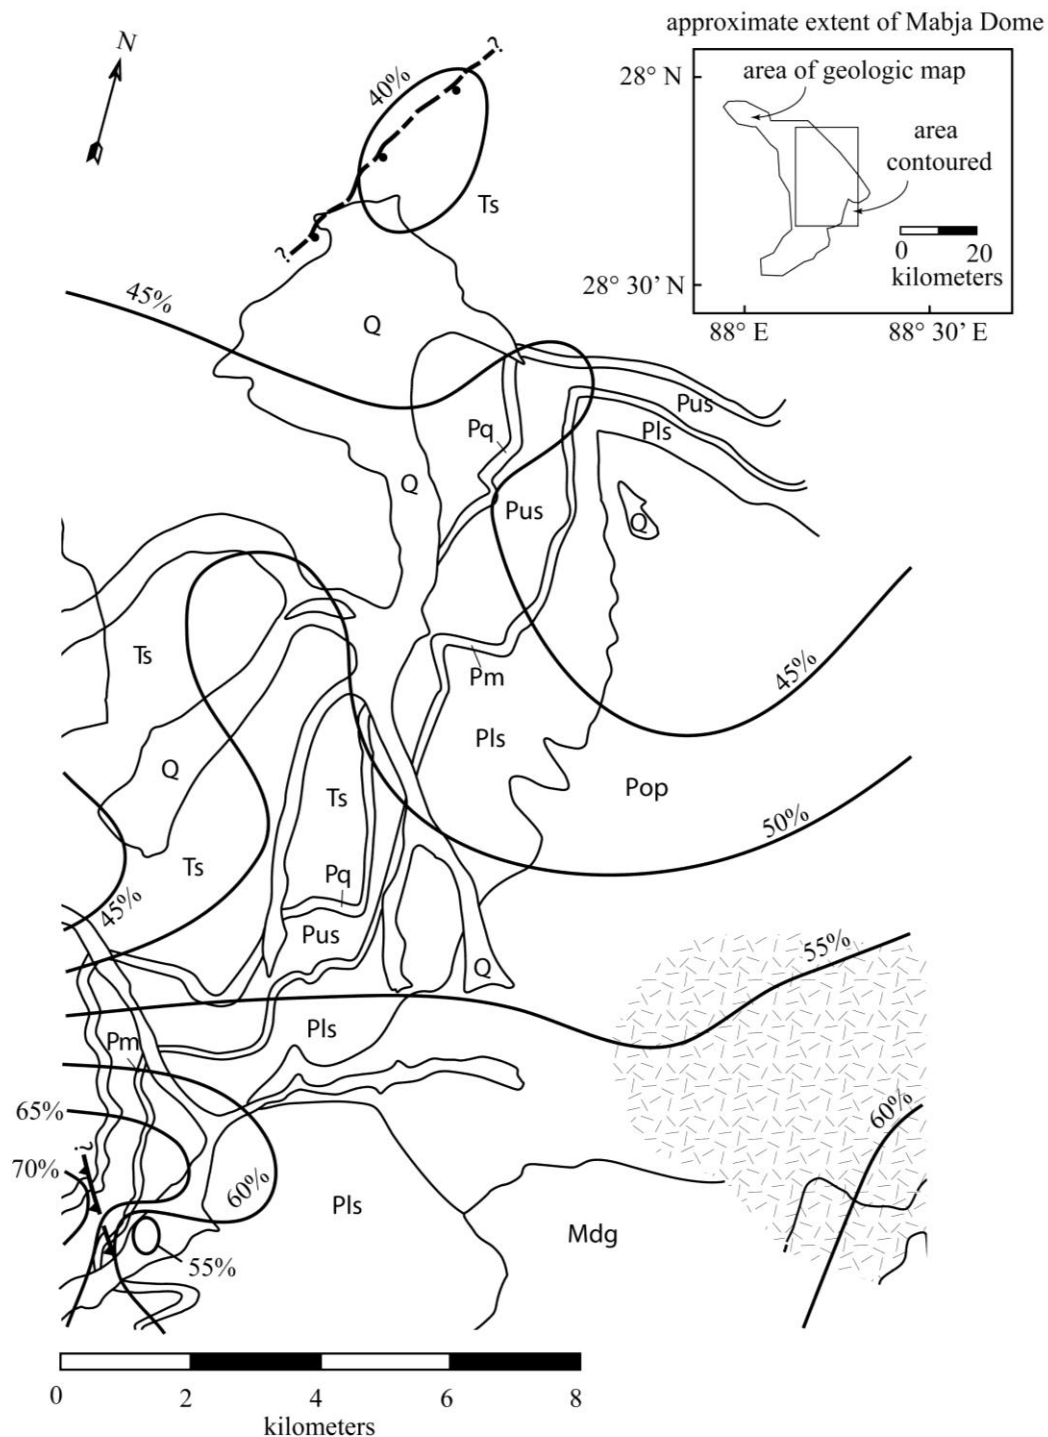 approximate extent of Mabja Dome
N
?
40%
28° N
area of geologic map
area
contoured
Ts
?
0
20
kilometers
28° 30’ N
88° E
88° 30’ E
45%
Q
Pus
Pq
Pls
Q
Pus
Q
Ts
45%
Pm
Pls
Q
Pop
Ts
50%
Ts
Pq
45%
Pus
55%
Q
Pls
Pm
65%
60%
?
70%
60%
Pls
Mdg
55%
0
2
4
6
8
kilometers